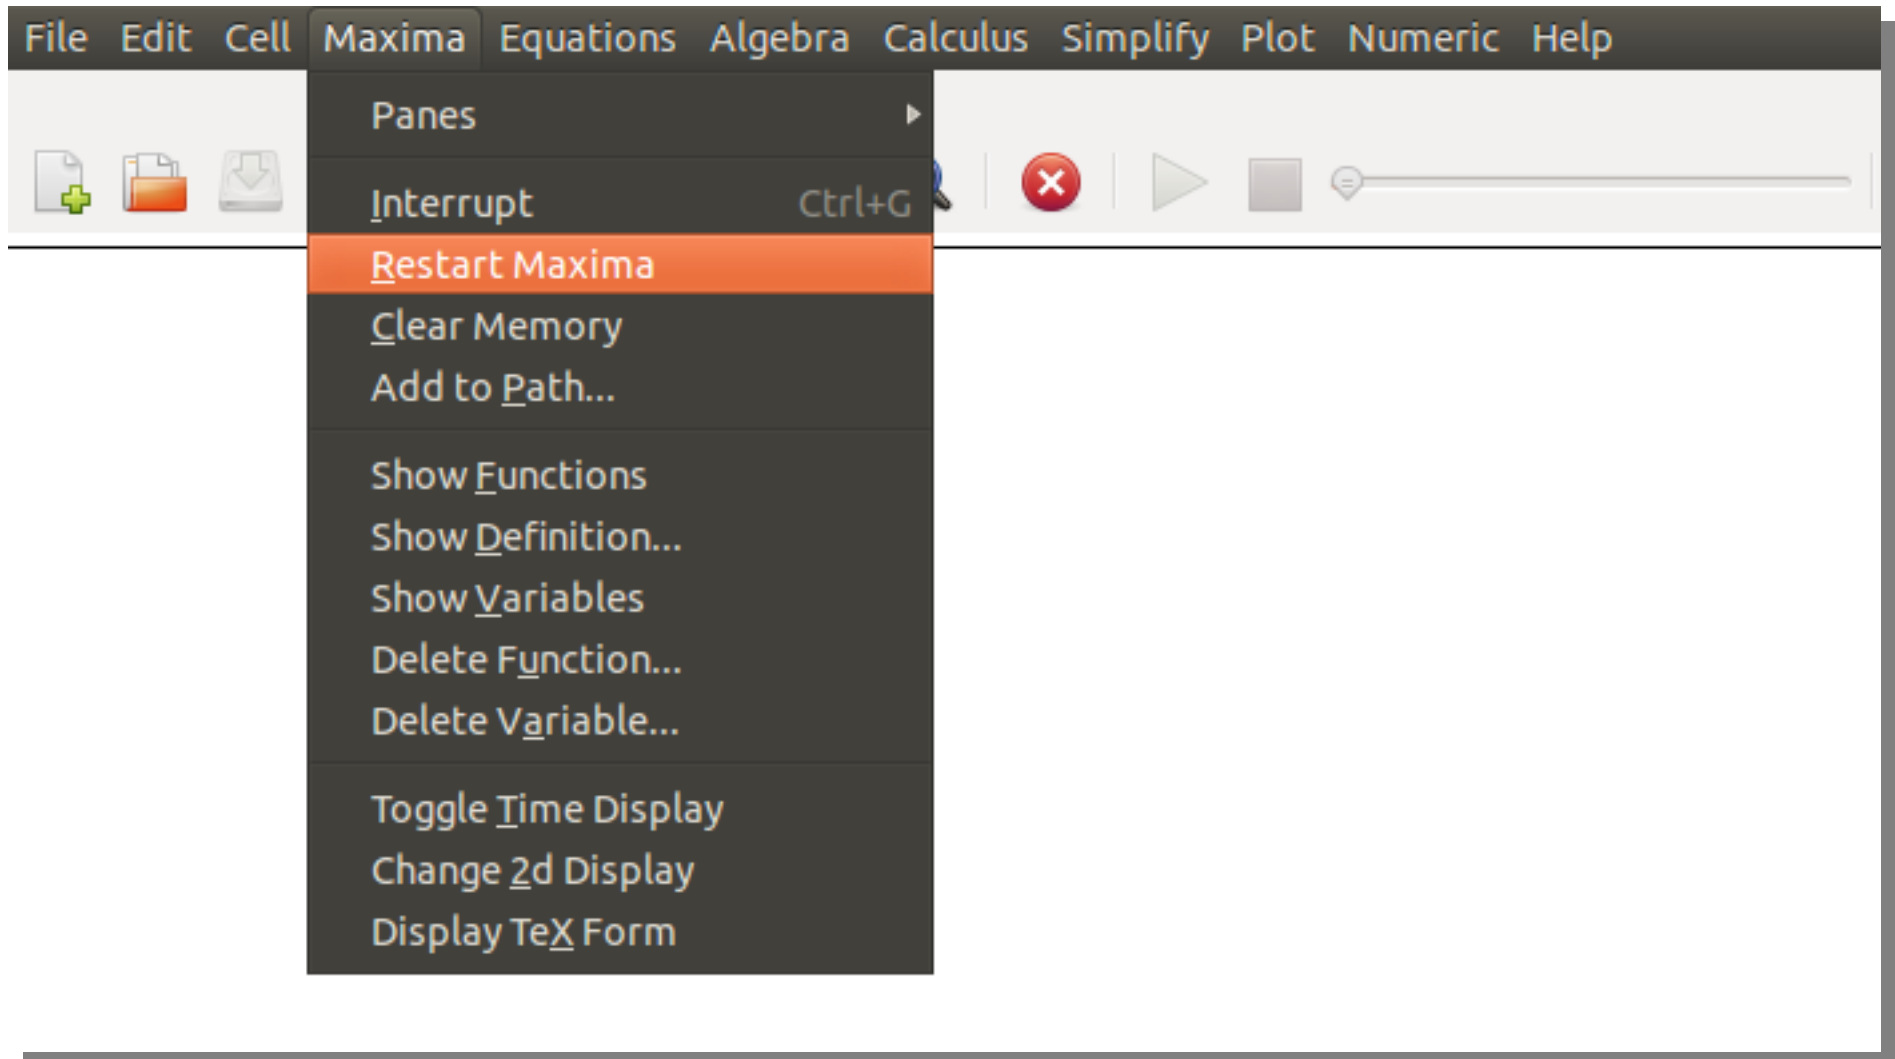 File Edit Cell Maxima Equations Algebra Calculus Simplify Plot Numeric Help
Panes
Interrupt Ctrl+G
Restart Maxima
Clear Memory
Add to Path...
Show Functions
Show Definition...
Show Variables
Delete Function...
Delete Variable...
Toggle Time Display
Change 2d Display
Display TeX Form